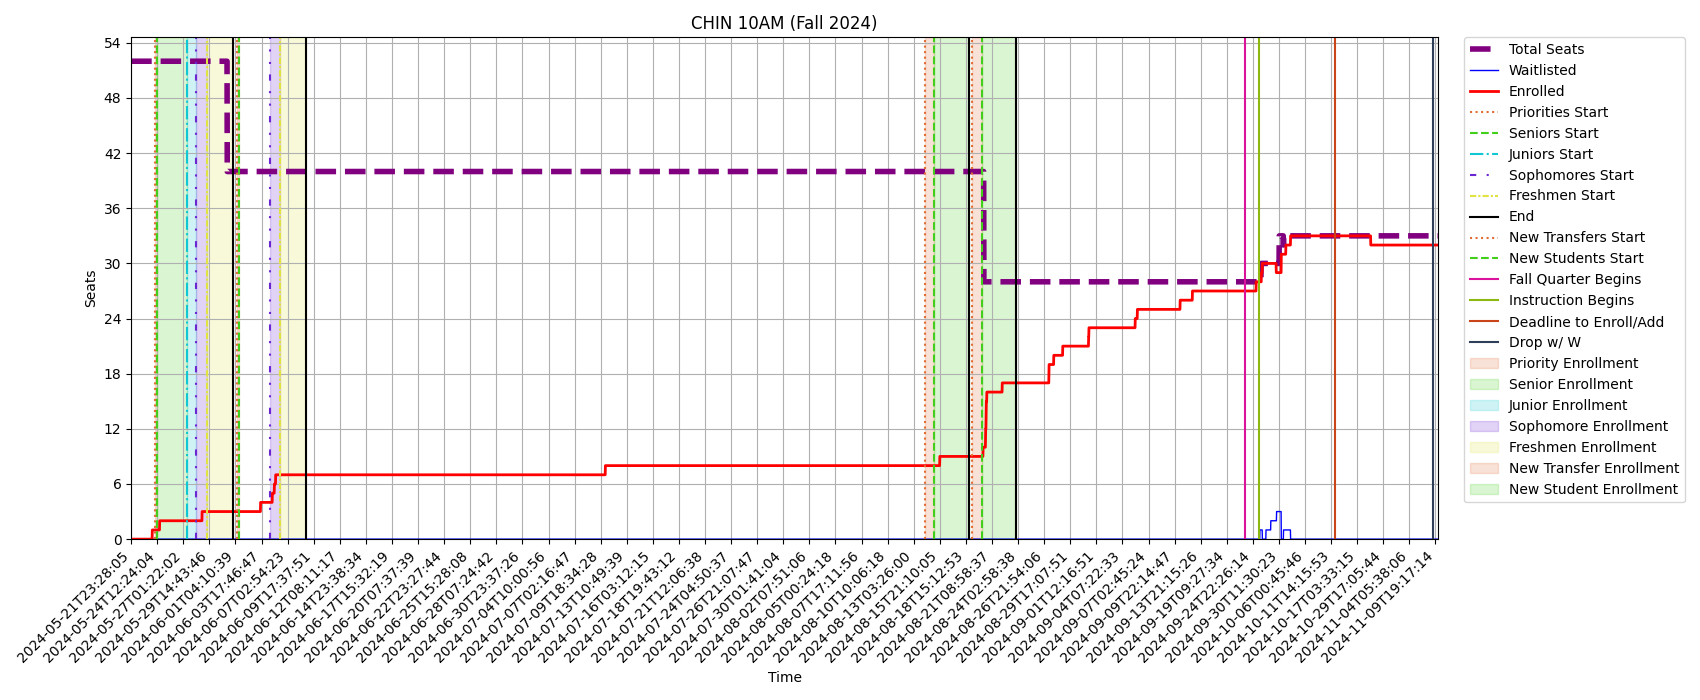 CHIN 10AM (Fall 2024)
Seats
54
48
42
36
30
24
18
12
6
0
2024-05-21T23:28:05
2024-05-24T12:24:04
2024-05-27T01:22:02
2024-05-29T14:43:46
2024-06-01T04:10:39
2024-06-03T17:46:47
2024-06-07T02:54:23
2024-06-09T17:37:51
2024-06-12T08:11:17
2024-06-14T23:38:34
2024-06-17T15:32:19
2024-06-20T07:37:39
2024-06-22T23:27:44
2024-06-25T15:28:08
2024-06-28T07:24:42
2024-06-30T23:37:26
2024-07-04T10:00:56
2024-07-07T02:16:47
2024-07-09T18:34:28
2024-07-13T10:49:39
2024-07-16T03:12:15
2024-07-18T19:43:12
2024-07-21T12:06:38
2024-07-24T04:50:37
2024-07-26T21:07:47
2024-07-30T01:41:04
2024-08-02T07:51:06
2024-08-05T00:24:18
2024-08-07T17:11:56
2024-08-10T10:06:18
2024-08-13T03:26:00
2024-08-15T21:10:05
2024-08-18T15:12:53
2024-08-21T08:58:37
2024-08-24T02:58:38
2024-08-26T21:54:06
2024-08-29T17:07:51
2024-09-01T12:16:51
2024-09-04T07:22:33
2024-09-07T02:45:24
2024-09-09T22:14:47
2024-09-13T21:15:26
2024-09-19T09:27:34
2024-09-24T22:26:14
2024-09-30T11:30:23
2024-10-06T00:45:46
2024-10-11T14:15:53
2024-10-17T03:33:15
2024-10-29T17:05:44
2024-11-04T05:38:06
2024-11-09T19:17:14
Time
Total Seats
Waitlisted
Enrolled
Priorities Start
Seniors Start
Juniors Start
Sophomores Start
Freshmen Start
End
New Transfers Start
New Students Start
Fall Quarter Begins
Instruction Begins
Deadline to Enroll/Add
Drop w/ W
Priority Enrollment
Senior Enrollment
Junior Enrollment
Sophomore Enrollment
Freshmen Enrollment
New Transfer Enrollment
New Student Enrollment